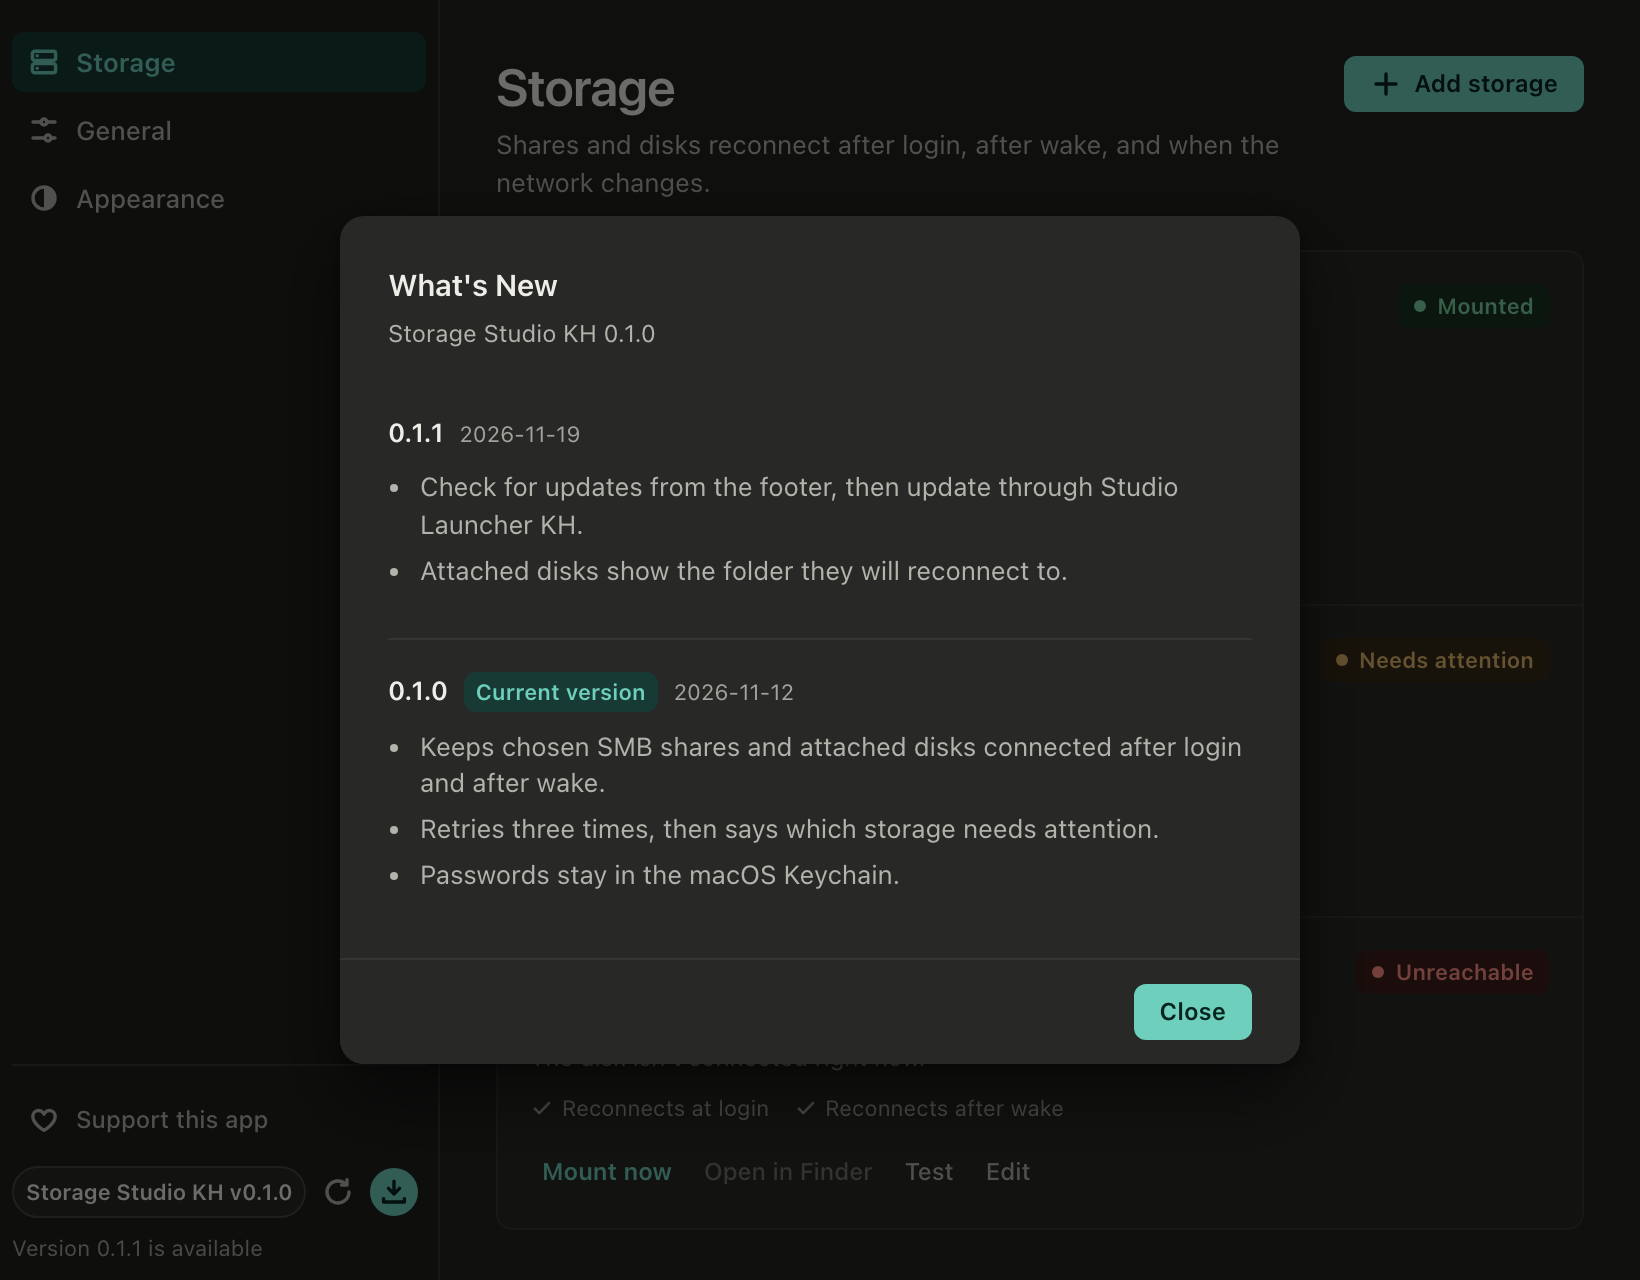 Storage
General
Appearance
Storage
Shares and disks reconnect after login, after wake, and when the
network changes.
Add storage
Mounted
Needs attention
Unreachable
What's New
Storage Studio KH 0.1.0
0.1.1 2026-11-19
• Check for updates from the footer, then update through Studio
Launcher KH.
• Attached disks show the folder they will reconnect to.
0.1.0 Current version 2026-11-12
• Keeps chosen SMB shares and attached disks connected after login
and after wake.
• Retries three times, then says which storage needs attention.
• Passwords stay in the macOS Keychain.
Close
Reconnects at login Reconnects after wake
Mount now Open in Finder Test Edit
Support this app
Storage Studio KH v0.1.0
Version 0.1.1 is available